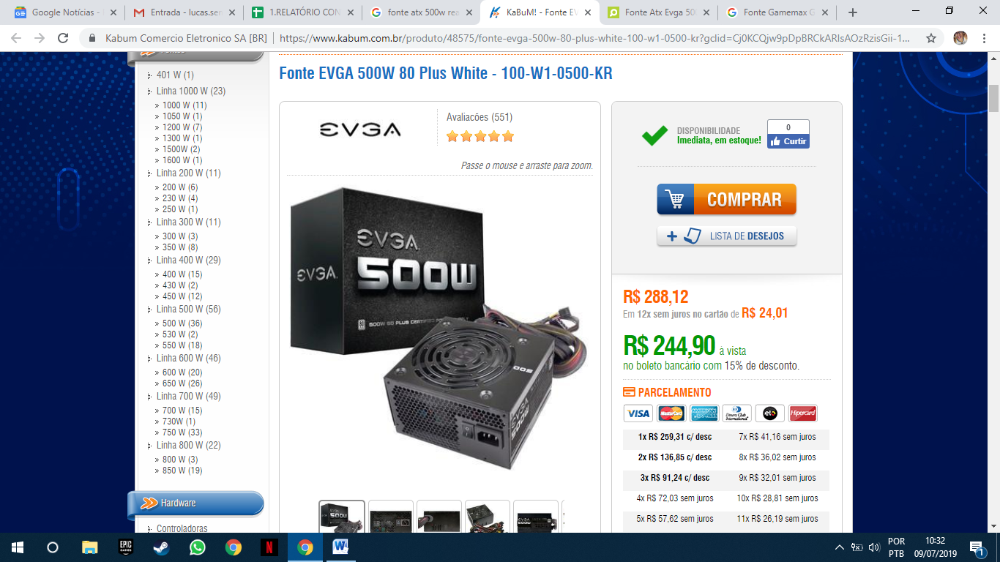 Google Notícias -
Entrada - lucas.ser
1.RELATÓRIO CON
fonte atx 500w rea
KaBuM! - Fonte EV
Fonte Atx Evga 50
Fonte Gamemax G
Kabum Comercio Eletronico SA [BR] | https://www.kabum.com.br/produto/48575/fonte-evga-500w-80-plus-white-100-w1-0500-kr?gclid=Cj0KCQjw9pDpBRCkARIsAOzRzisGii-1...
Fontes
401 W (1)
Linha 1000 W (23)
1000 W (11)
1050 W (1)
1200 W (7)
1300 W (1)
1500W (2)
1600 W (1)
Linha 200 W (11)
200 W (6)
230 W (4)
250 W (1)
Linha 300 W (11)
300 W (3)
350 W (8)
Linha 400 W (29)
400 W (15)
430 W (2)
450 W (12)
Linha 500 W (56)
500 W (36)
530 W (2)
550 W (18)
Linha 600 W (46)
600 W (20)
650 W (26)
Linha 700 W (49)
700 W (15)
730W (1)
750 W (33)
Linha 800 W (22)
800 W (3)
850 W (19)
Hardware
Controladoras
Fonte EVGA 500W 80 Plus White - 100-W1-0500-KR
EVGA
Avaliacões (551)
Passe o mouse e arraste para zoom.
EVGA
500W
EVGA
500W 80 PLUS CERTIFIED
500
EVGA
500W
DISPONIBILIDADE
Imediata, em estoque!
0
Curtir
COMPRAR
LISTA DE DESEJOS
R$ 288,12
Em 12x sem juros no cartão de R$ 24,01
R$ 244,90 à vista
no boleto bancário com 15% de desconto.
PARCELAMENTO
VISA
MasterCard
AMERICAN EXPRESS
Diners Club International
elo
Hipercard
1x R$ 259,31 c/ desc 7x R$ 41,16 sem juros
2x R$ 136,85 c/ desc 8x R$ 36,02 sem juros
3x R$ 91,24 c/ desc 9x R$ 32,01 sem juros
4x R$ 72,03 sem juros 10x R$ 28,81 sem juros
5x R$ 57,62 sem juros 11x R$ 26,19 sem juros
EPIC GAMES
N
W
POR
PTB
10:32
09/07/2019
1